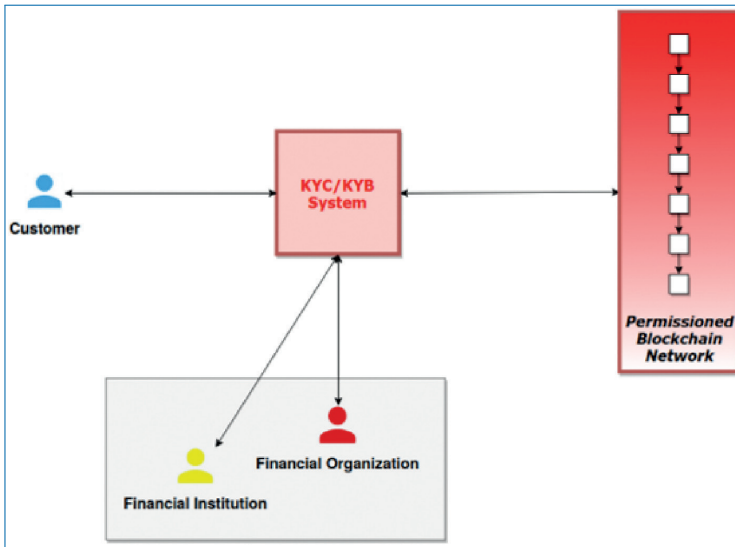 KYC/KYB
System
Customer
Permissioned
Blockchain
Network
Financial Organization
Financial Institution